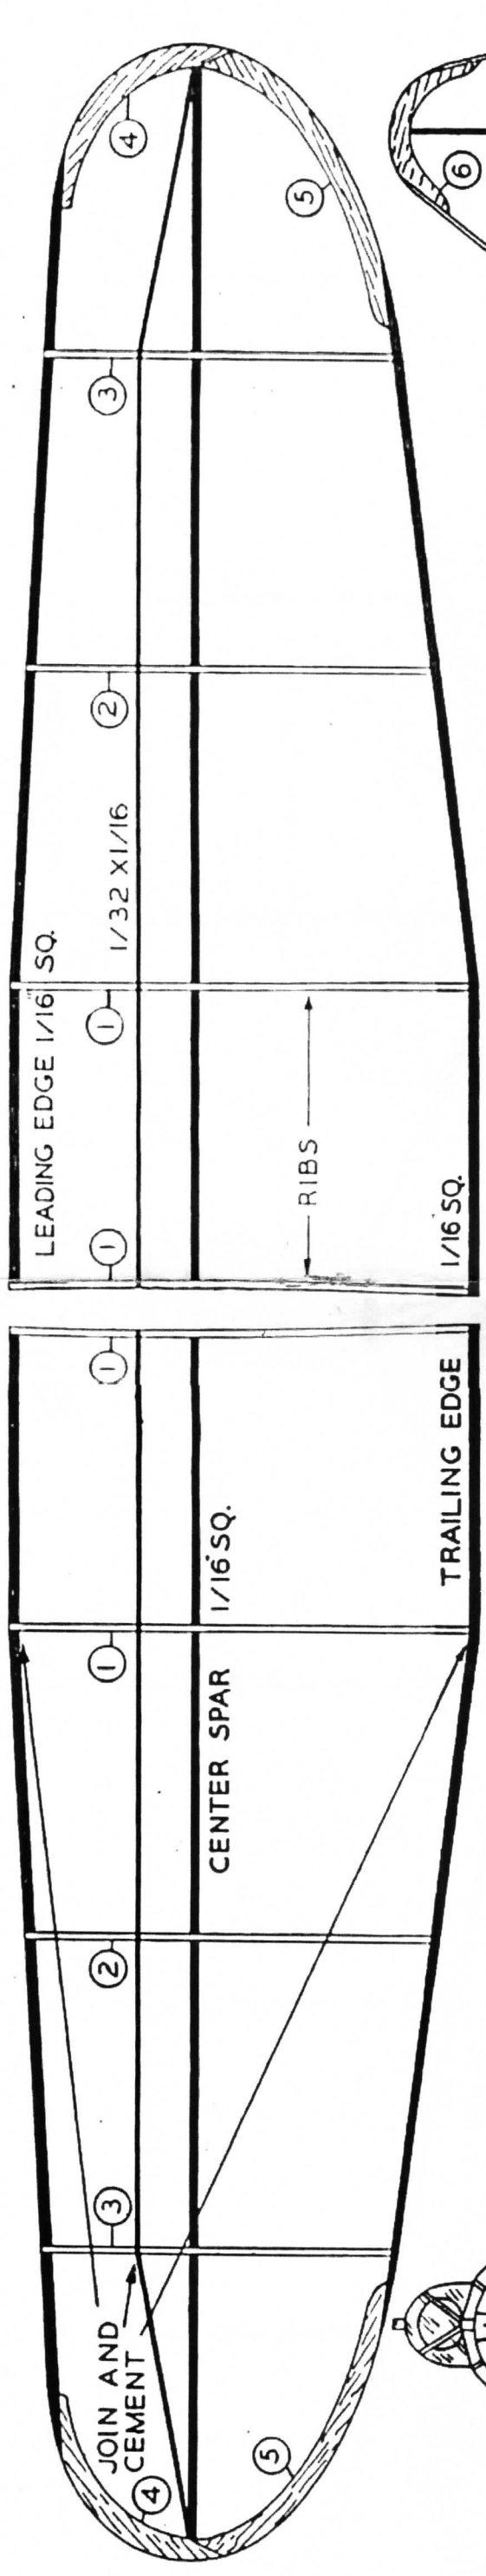 4
5
6
3
2
1/32 X 1/16
LEADING EDGE 1/16" SQ.
1
RIBS
1
1/16 SQ.
1
TRAILING EDGE
1/16" SQ.
1
CENTER SPAR
2
3
JOIN AND
CEMENT
4
5